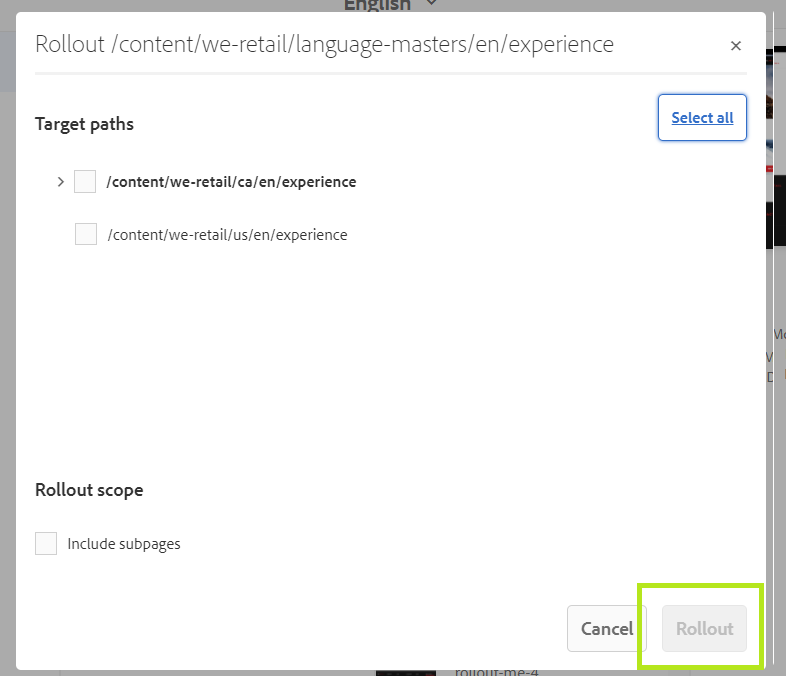 English
Rollout /content/we-retail/language-masters/en/experience
Target paths
Select all
/content/we-retail/ca/en/experience
/content/we-retail/us/en/experience
Rollout scope
Include subpages
Cancel
Rollout
rollout-me-4